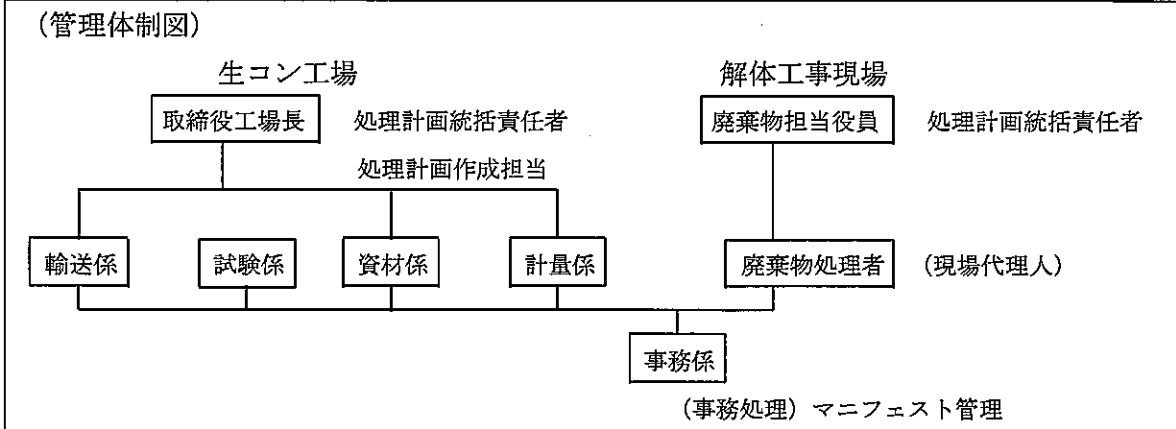 （管理体制図）
生コン工場 解体工事現場
取締役工場長 処理計画統括責任者 廃棄物担当役員 処理計画統括責任者
処理計画作成担当
輸送係 試験係 資材係 計量係 廃棄物処理者 （現場代理人）
事務係
（事務処理）マニフェスト管理